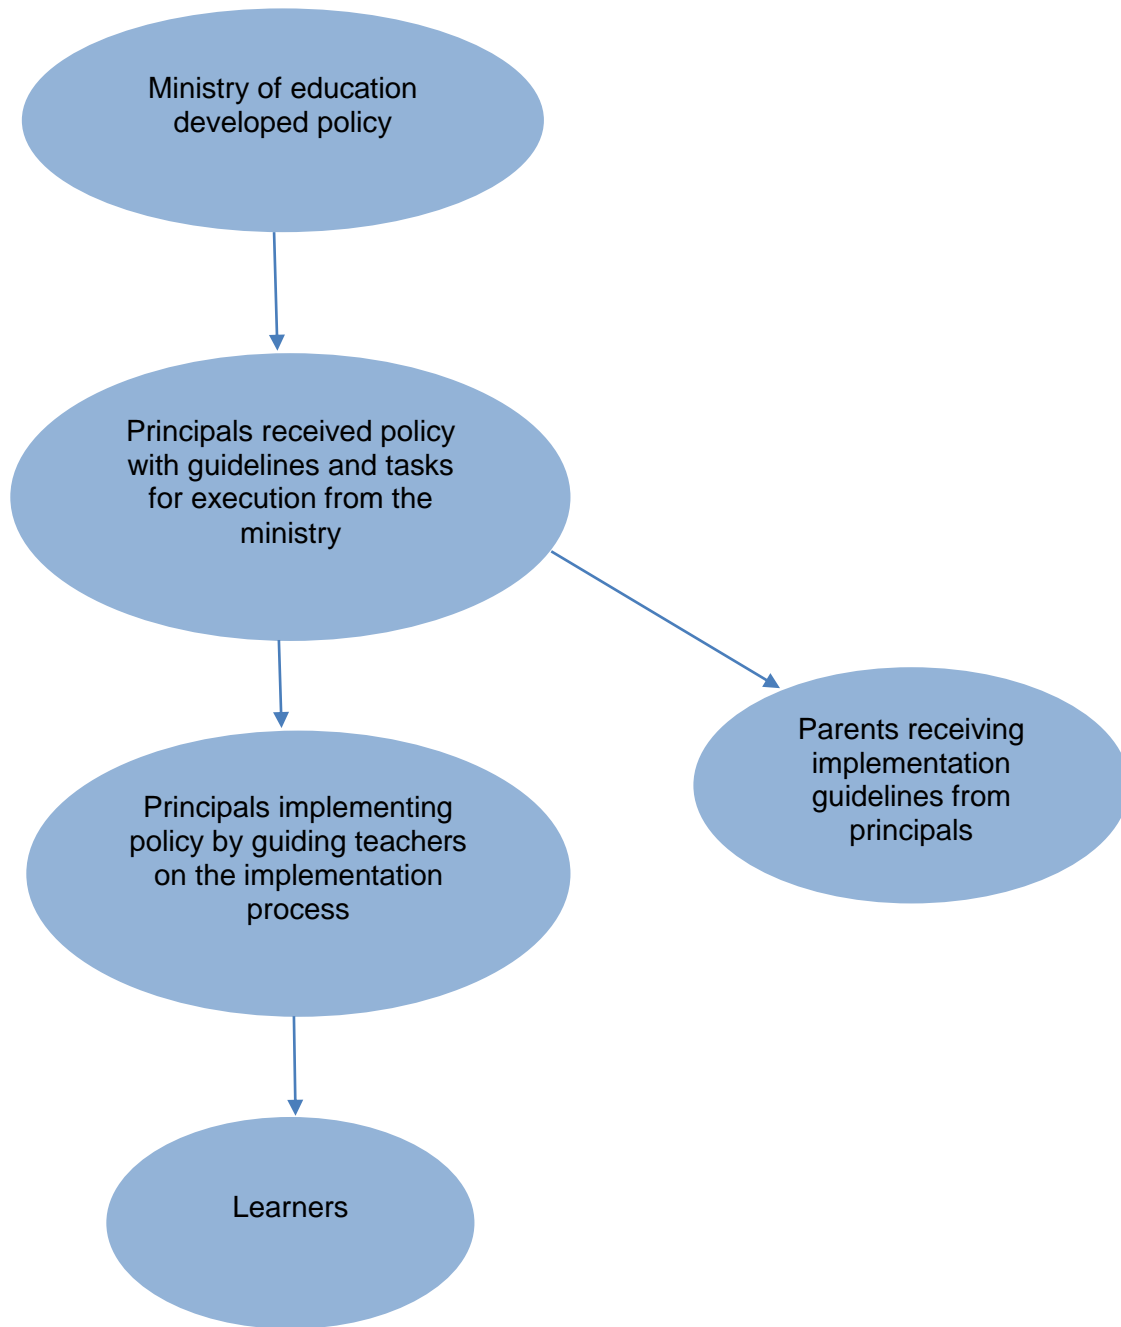 Ministry of education
developed policy
Principals received policy
with guidelines and tasks
for execution from the
ministry
Parents receiving
implementation
guidelines from
principals
Principals implementing
policy by guiding teachers
on the implementation
process
Learners